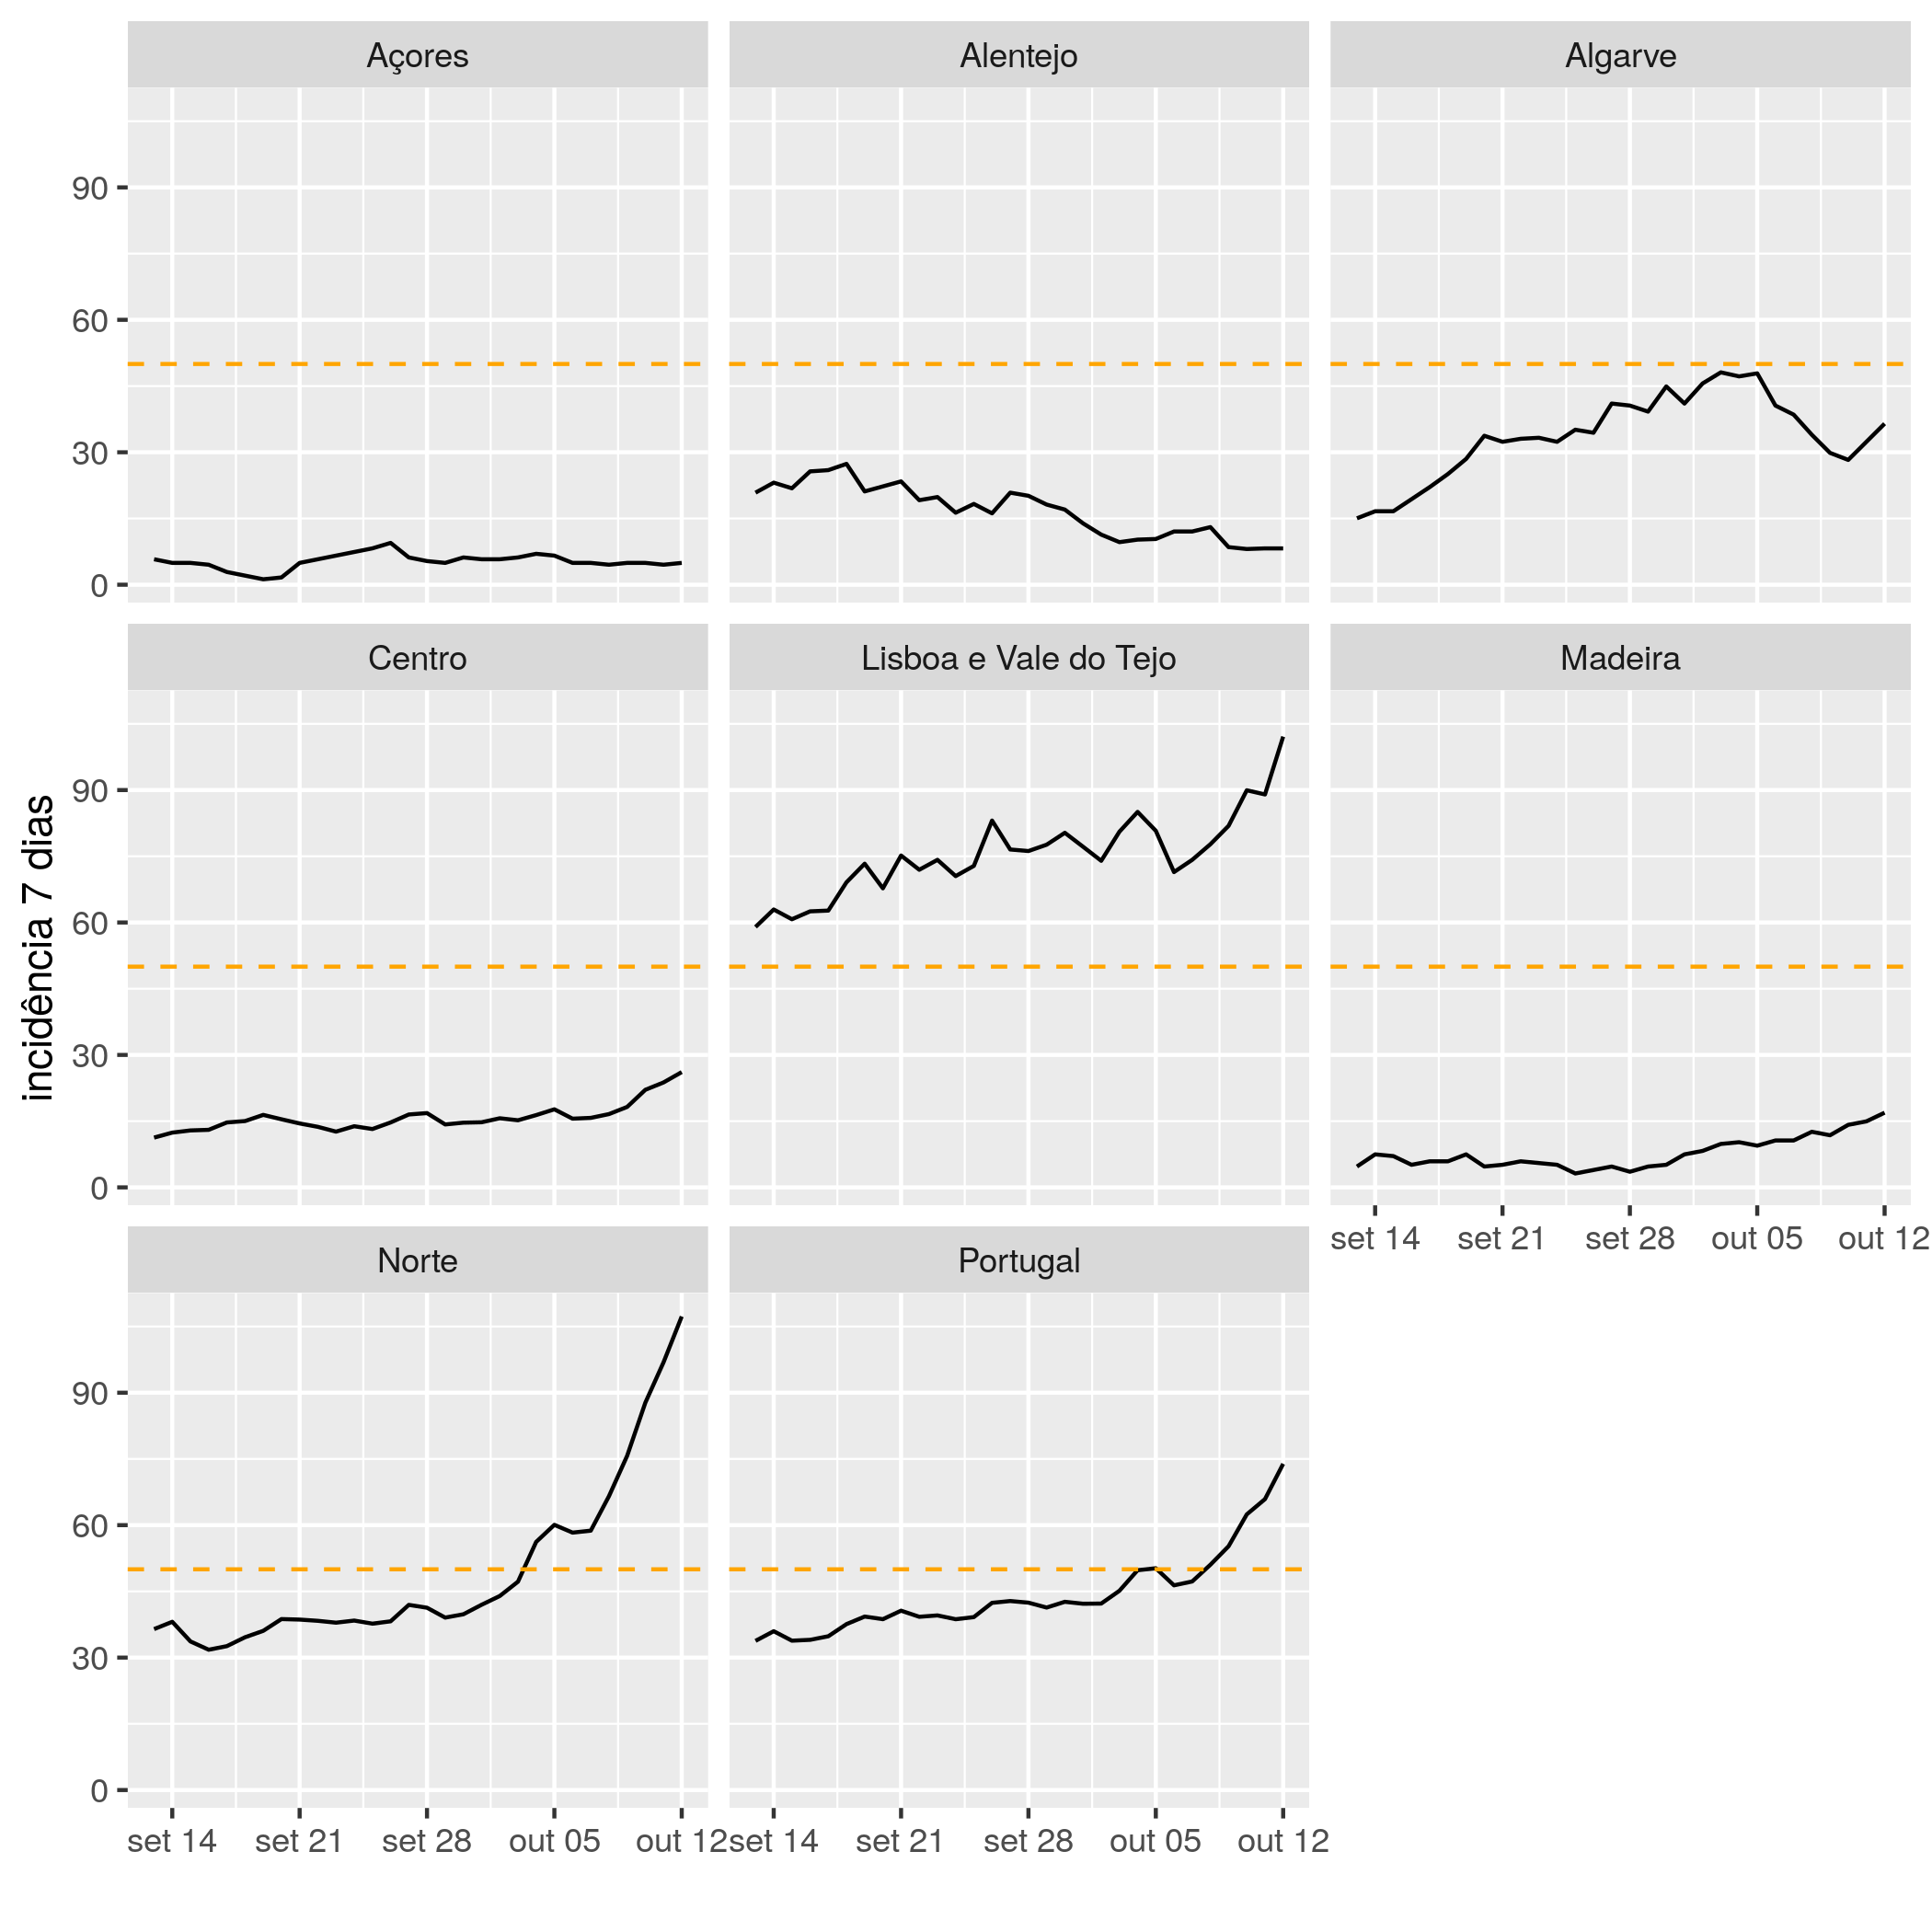 Açores
Alentejo
Algarve
90
60
30
0
Centro
Lisboa e Vale do Tejo
Madeira
incidência 7 dias
90
60
30
0
set 14 set 21 set 28 out 05 out 12
Norte
Portugal
90
60
30
0
set 14 set 21 set 28 out 05 out 12
set 14 set 21 set 28 out 05 out 12